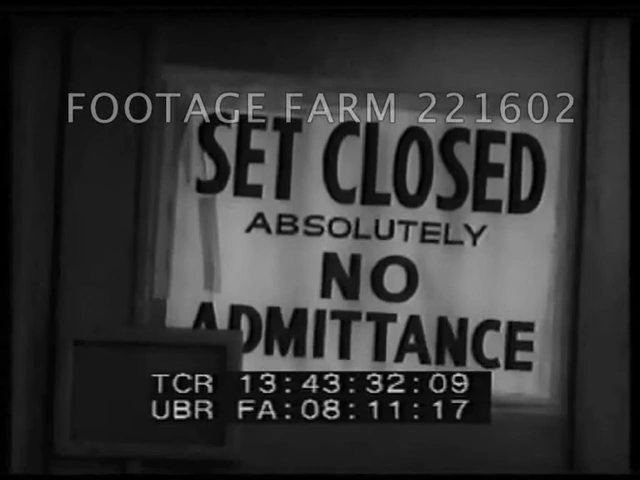 FOOTAGE FARM 221602
SET CLOSED
ABSOLUTELY
NO
ADMITTANCE
TCR 13:43:32:09
UBR FA:08:11:17